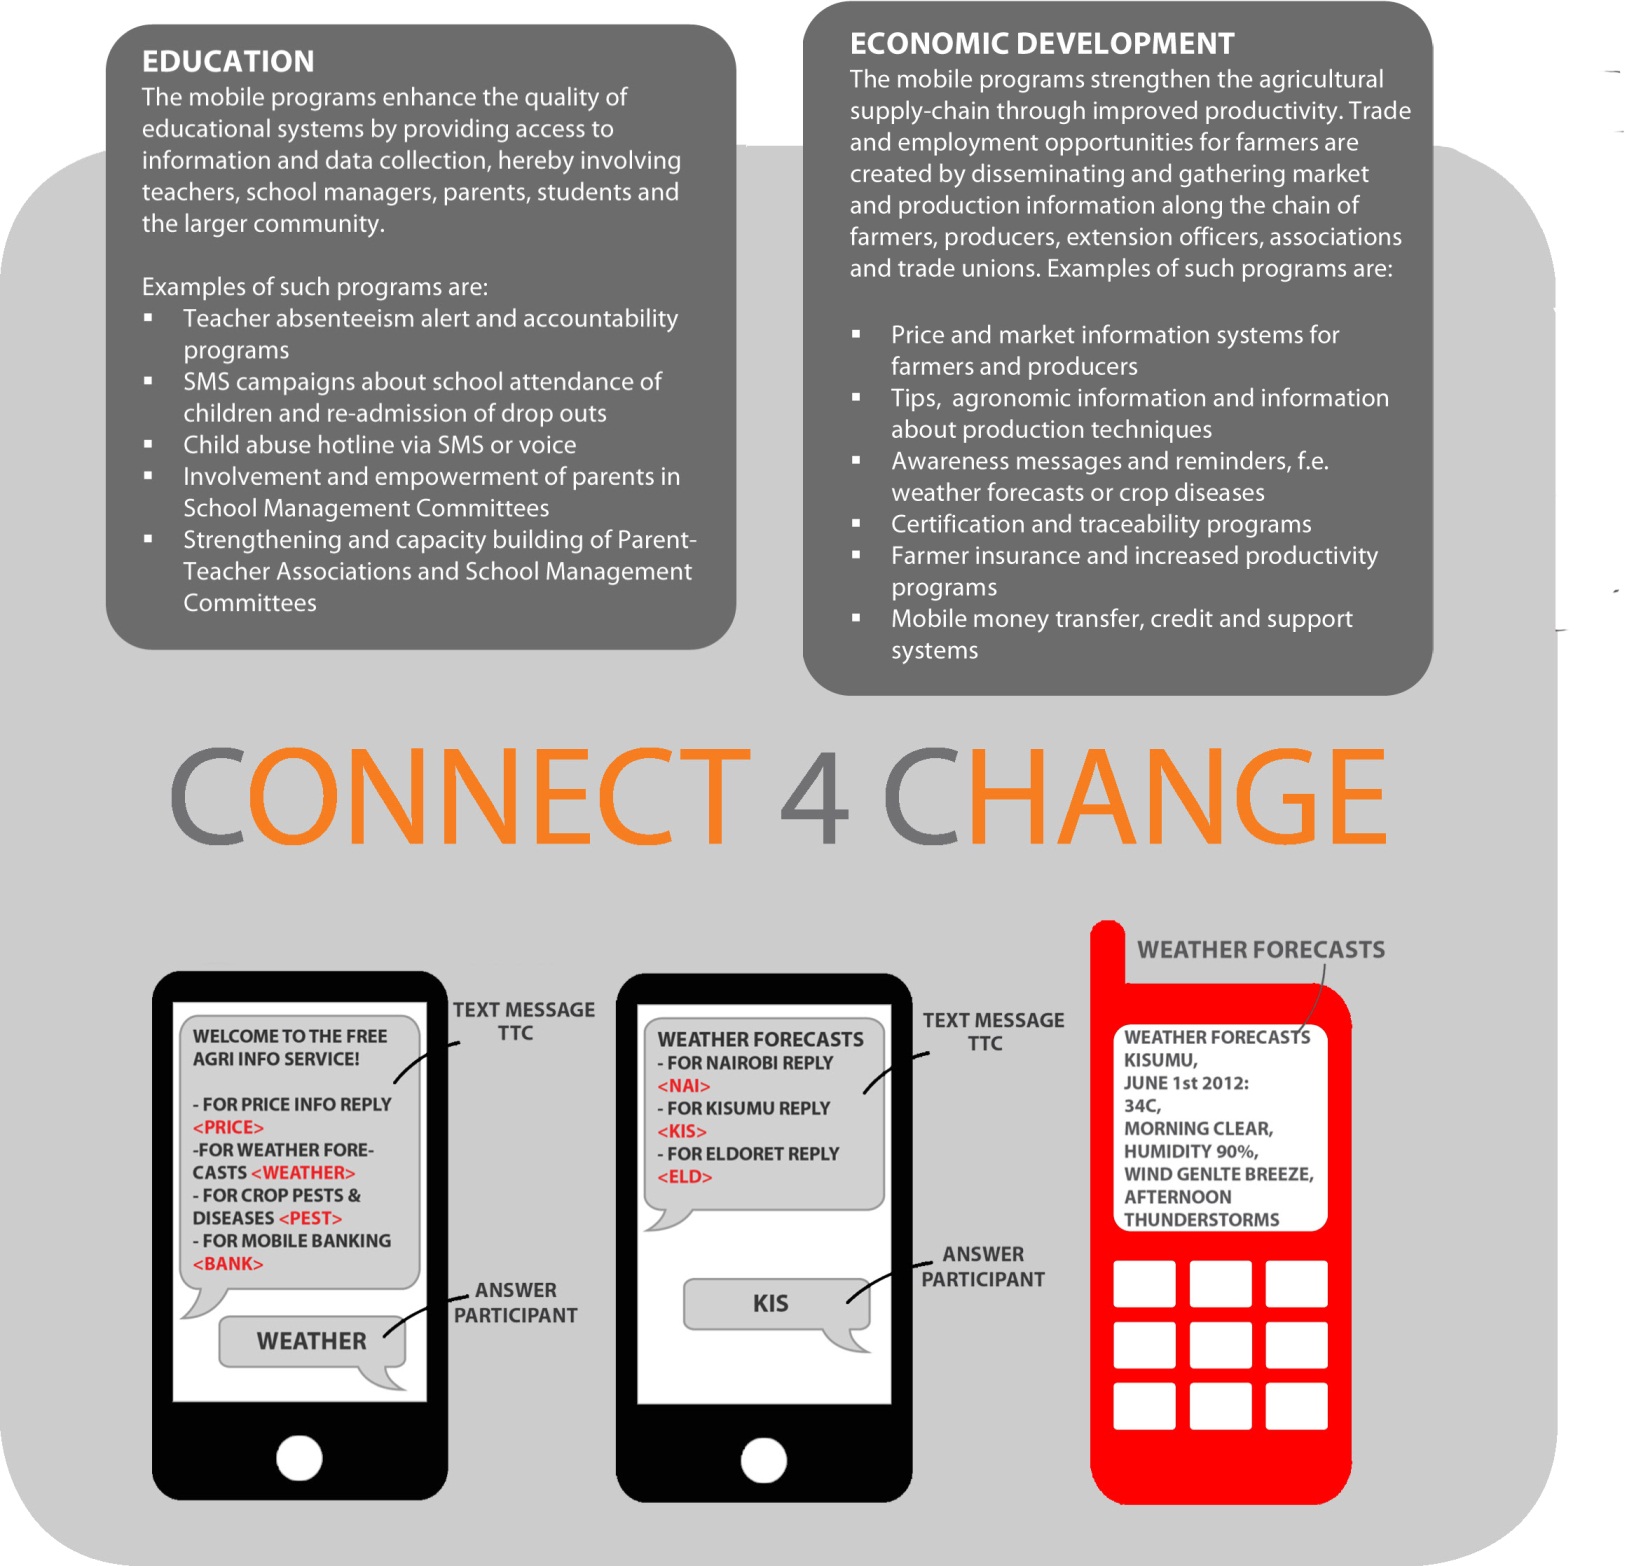 EDUCATION
The mobile programs enhance the quality of
educational systems by providing access to
information and data collection, hereby involving
teachers, school managers, parents, students and
the larger community.
Examples of such programs are:
▪ Teacher absenteeism alert and accountability
programs
▪ SMS campaigns about school attendance of
children and re-admission of drop outs
▪ Child abuse hotline via SMS or voice
▪ Involvement and empowerment of parents in
School Management Committees
▪ Strengthening and capacity building of Parent-
Teacher Associations and School Management
Committees
ECONOMIC DEVELOPMENT
The mobile programs strengthen the agricultural
supply-chain through improved productivity. Trade
and employment opportunities for farmers are
created by disseminating and gathering market
and production information along the chain of
farmers, producers, extension officers, associations
and trade unions. Examples of such programs are:
▪ Price and market information systems for
farmers and producers
▪ Tips, agronomic information and information
about production techniques
▪ Awareness messages and reminders, f.e.
weather forecasts or crop diseases
▪ Certification and traceability programs
▪ Farmer insurance and increased productivity
programs
▪ Mobile money transfer, credit and support
systems
CONNECT 4 CHANGE
WELCOME TO THE FREE
AGRI INFO SERVICE!
- FOR PRICE INFO REPLY
<PRICE>
-FOR WEATHER FORE-
CASTS <WEATHER>
- FOR CROP PESTS &
DISEASES <PEST>
- FOR MOBILE BANKING
<BANK>
WEATHER
TEXT MESSAGE
TTC
ANSWER
PARTICIPANT
WEATHER FORECASTS
- FOR NAIROBI REPLY
<NAI>
- FOR KISUMU REPLY
<KIS>
- FOR ELDORET REPLY
<ELD>
KIS
TEXT MESSAGE
TTC
ANSWER
PARTICIPANT
WEATHER FORECASTS
WEATHER FORECASTS
KISUMU,
JUNE 1st 2012:
34C,
MORNING CLEAR,
HUMIDITY 90%,
WIND GENLTE BREEZE,
AFTERNOON
THUNDERSTORMS